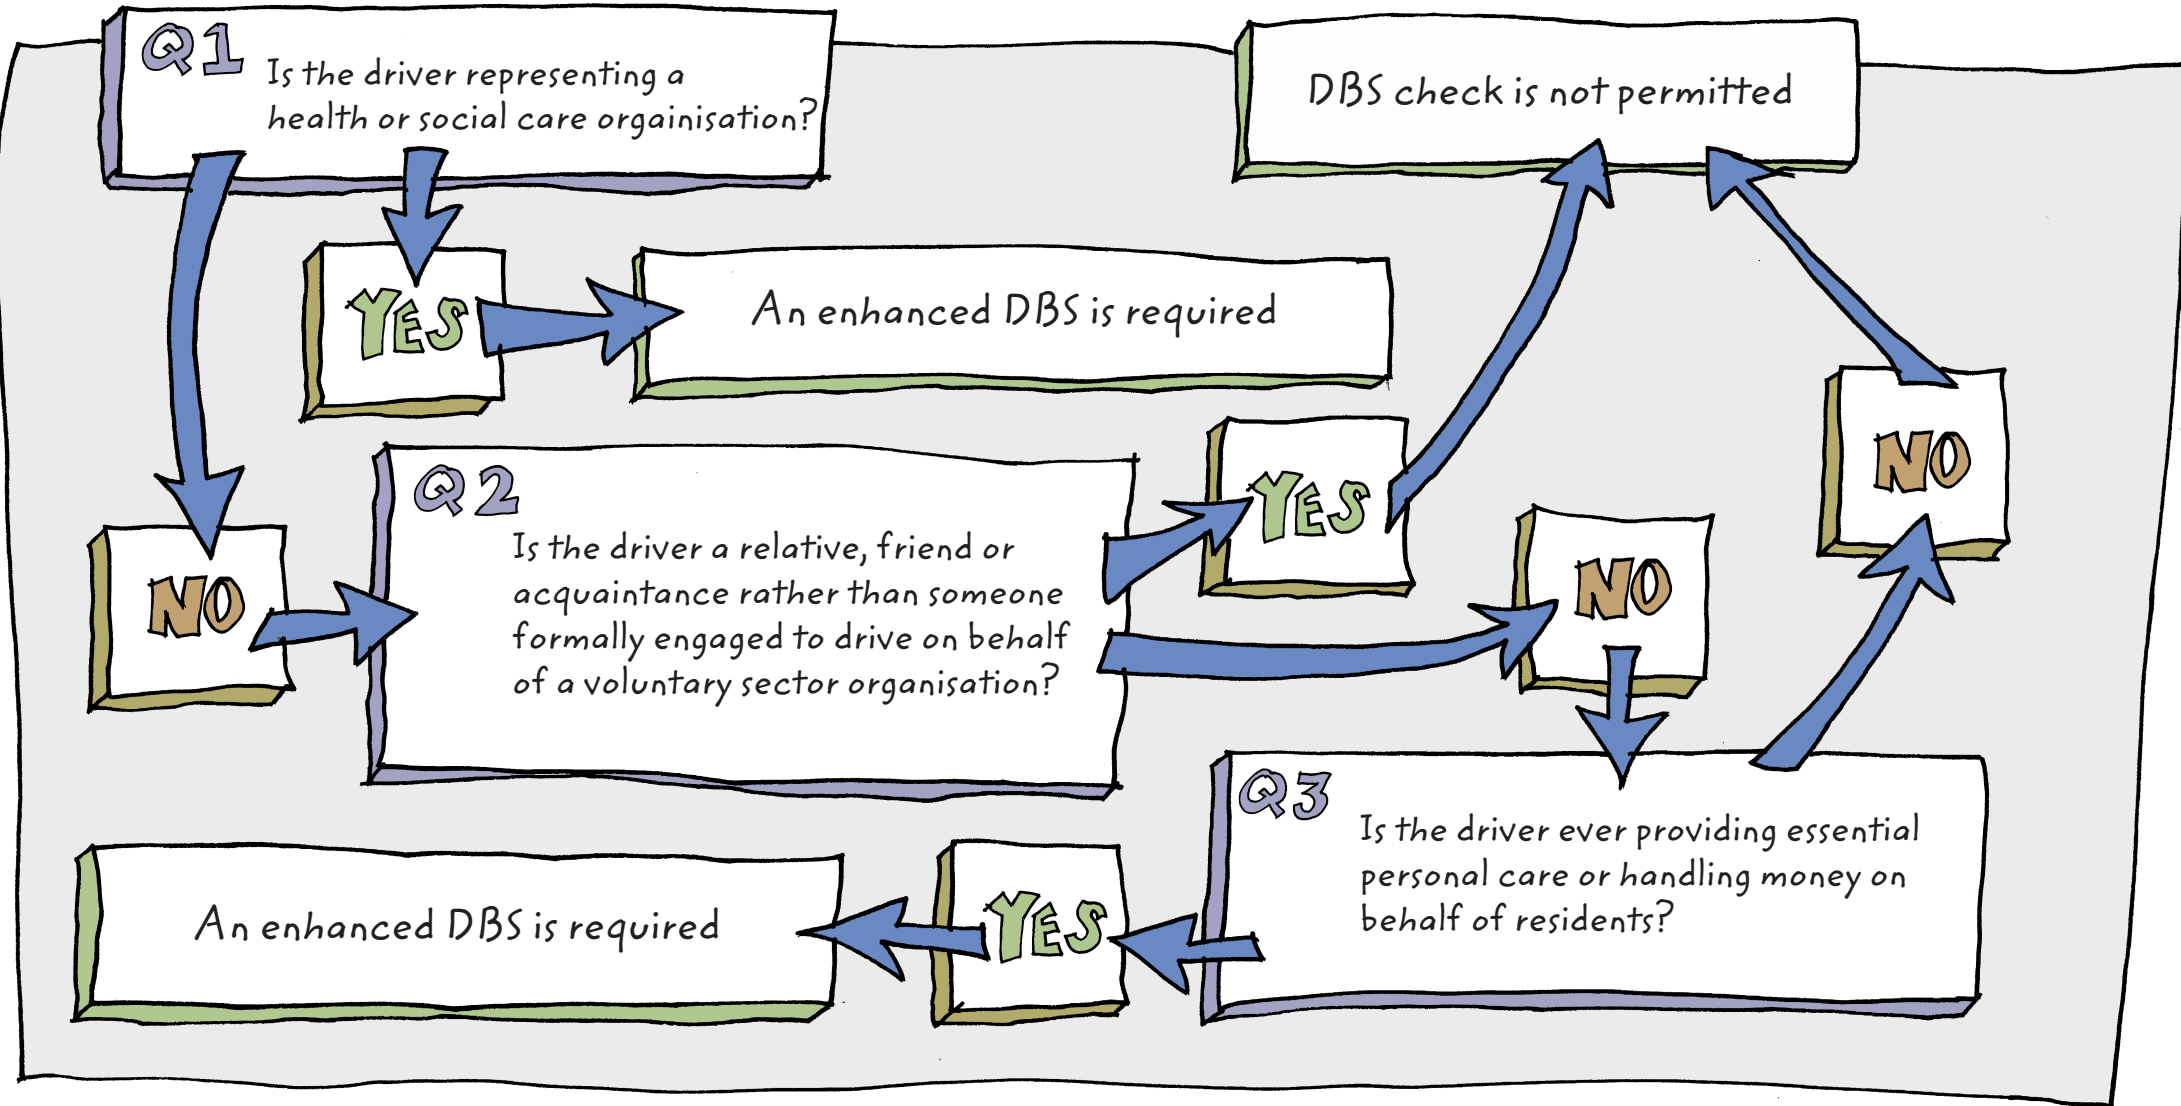 Q1
Is the driver representing a
health or social care orgainisation?
DBS check is not permitted
YES
An enhanced DBS is required
NO
Q2
Is the driver a relative, friend or
acquaintance rather than someone
formally engaged to drive on behalf
of a voluntary sector organisation?
YES
NO
NO
Q3
Is the driver ever providing essential
personal care or handling money on
behalf of residents?
YES
An enhanced DBS is required